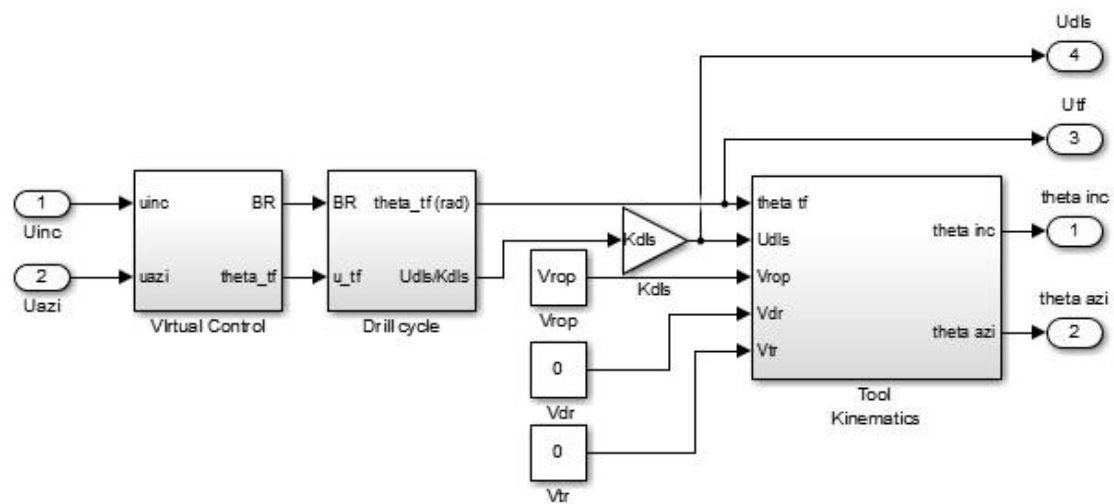 Udls
4
Utf
3
1
Uinc
2
Uazi
uinc
BR
uazi
theta_tf
VIrtual Control
BR
theta_tf (rad)
u_tf
Udls/Kdls
Drill cycle
Kdls
Kdls
Vrop
Vrop
0
Vdr
0
Vtr
theta tf
Udls
Vrop
Vdr
Vtr
theta inc
theta azi
Tool
Kinematics
theta inc
1
theta azi
2